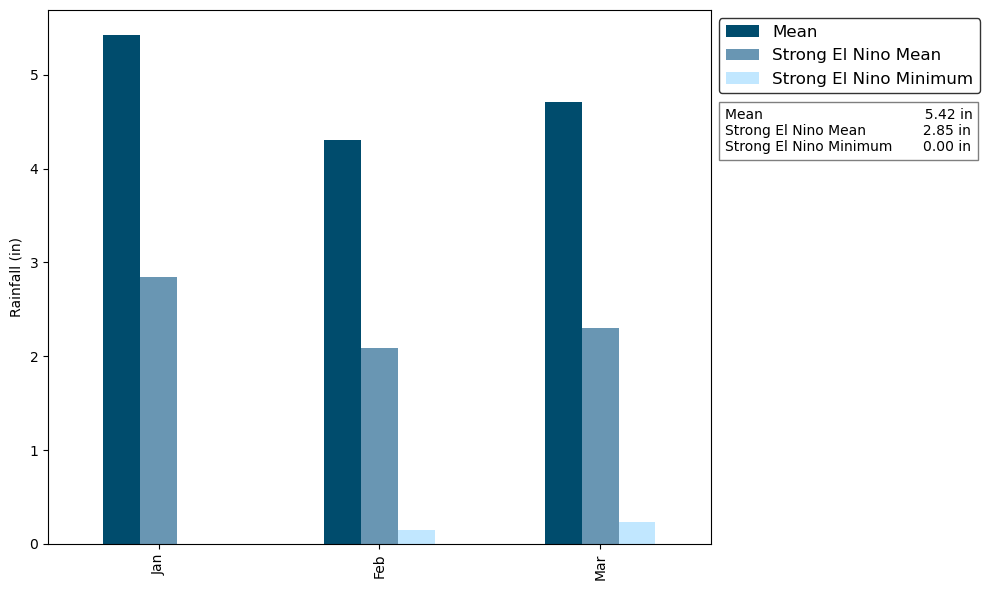 Mean
Strong El Nino Mean
Strong El Nino Minimum
Mean 5.42 in
Strong El Nino Mean 2.85 in
Strong El Nino Minimum 0.00 in
Rainfall (in)
5
4
3
2
1
0
Jan
Feb
Mar